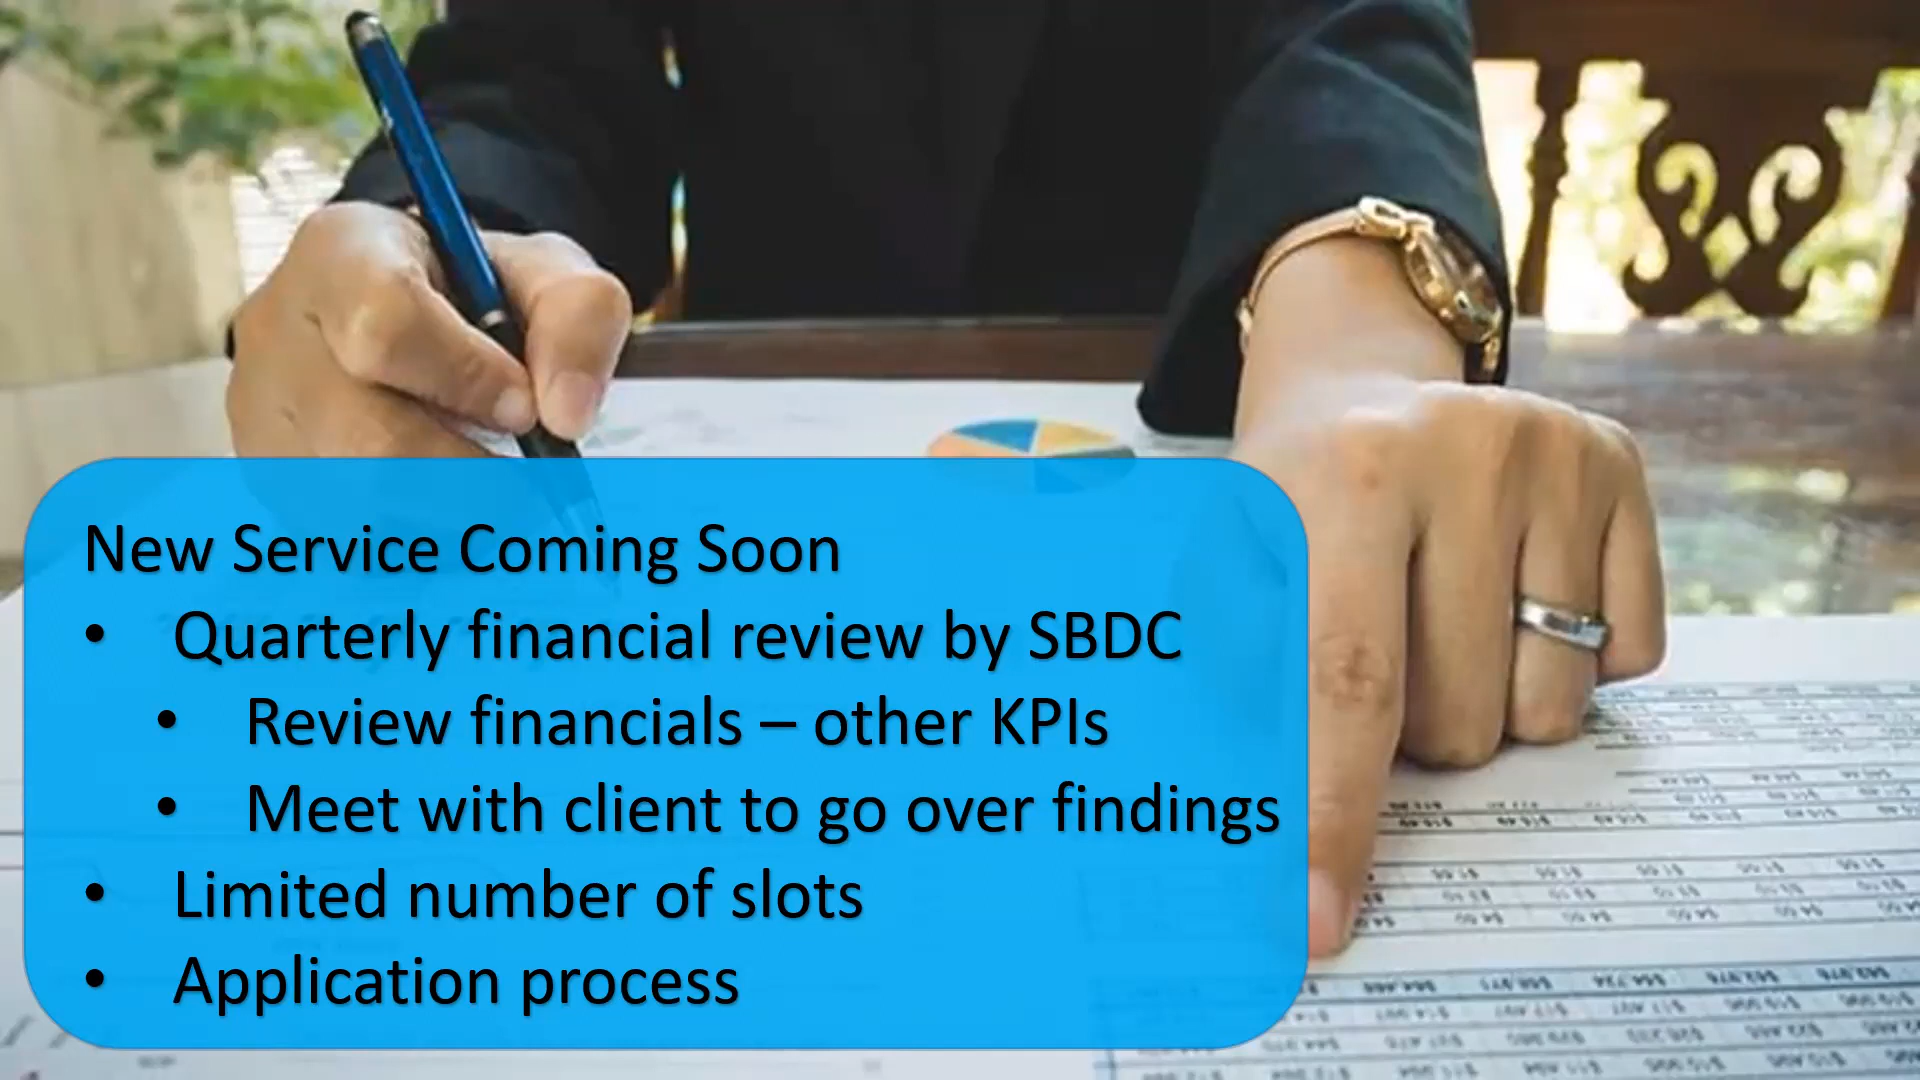 New Service Coming Soon
• Quarterly financial review by SBDC
• Review financials – other KPIs
• Meet with client to go over findings
• Limited number of slots
• Application process